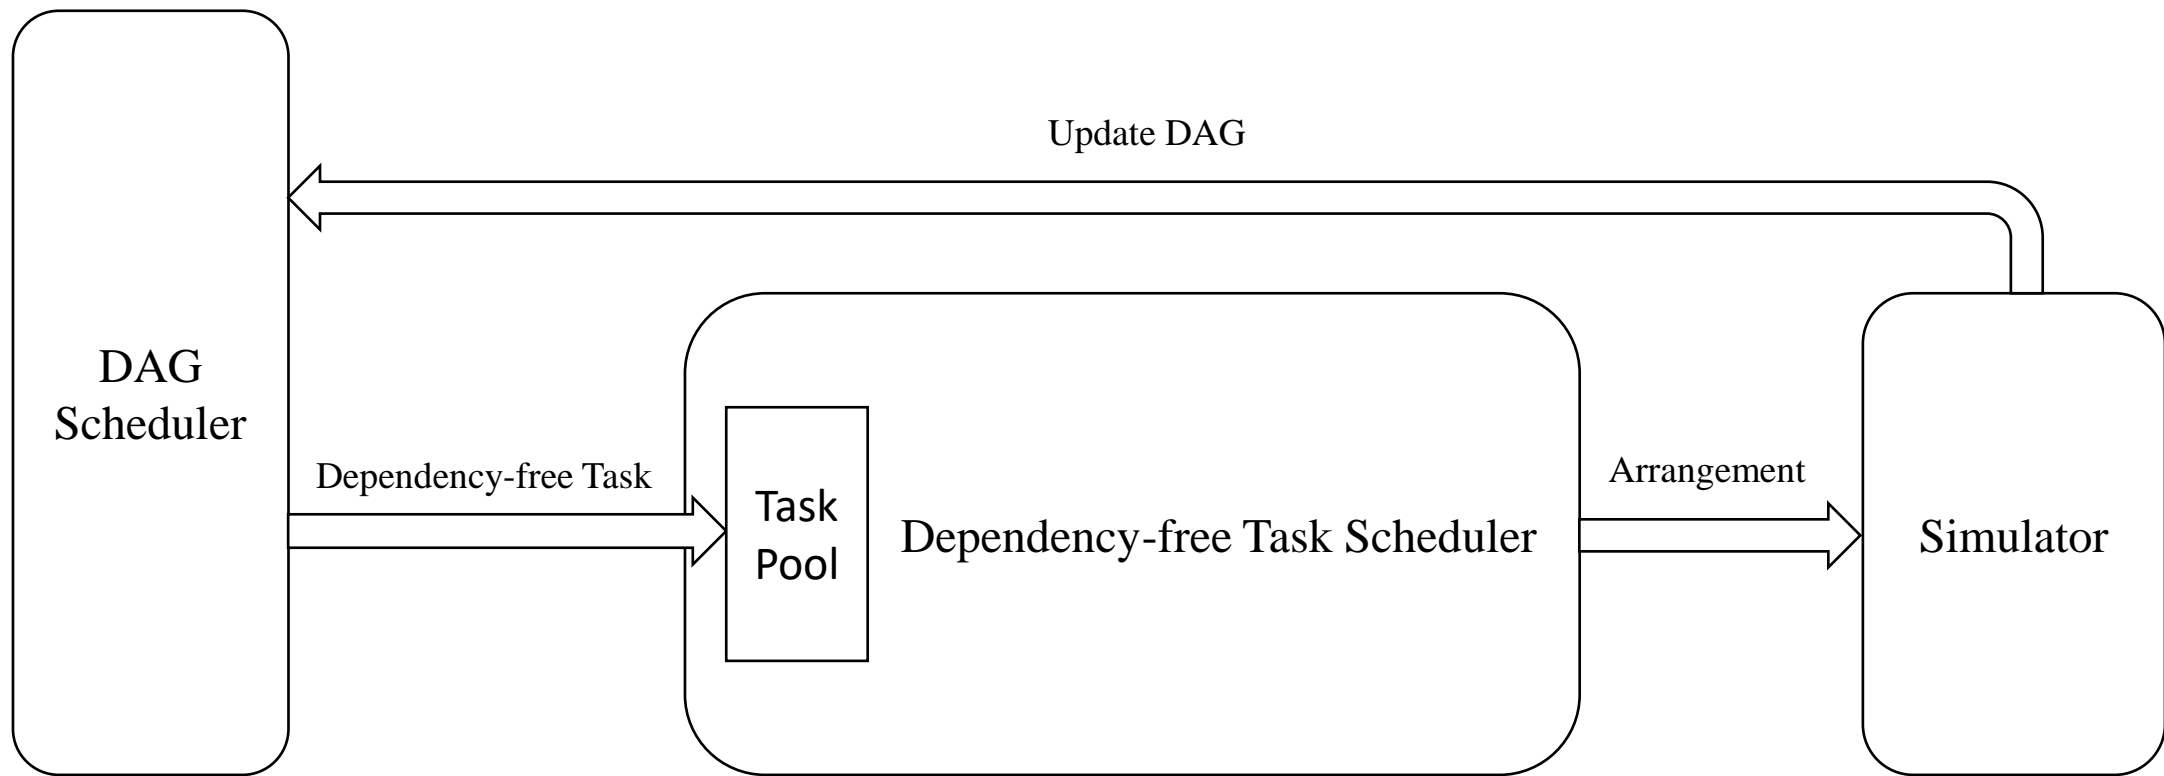 Update DAG
DAG
Scheduler
Dependency-free Task
Task
Pool
Dependency-free Task Scheduler
Arrangement
Simulator